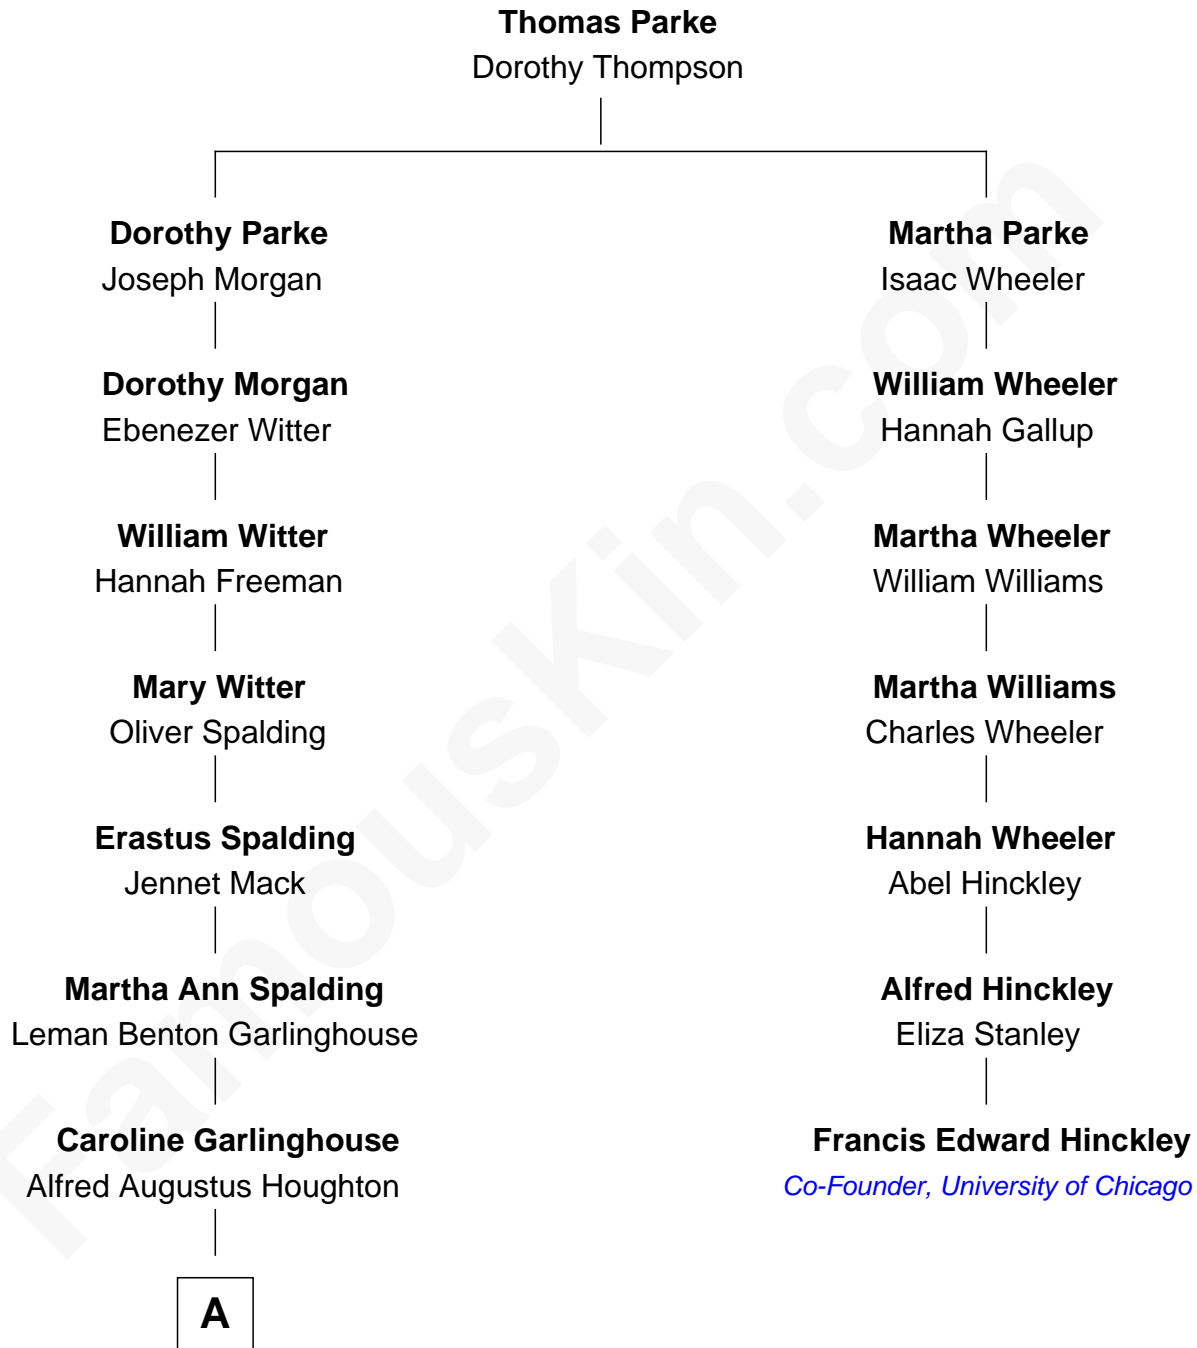 Thomas Parke
Dorothy Thompson
Dorothy Parke
Joseph Morgan
Martha Parke
Isaac Wheeler
Dorothy Morgan
Ebenezer Witter
William Wheeler
Hannah Gallup
William Witter
Hannah Freeman
Martha Wheeler
William Williams
Mary Witter
Oliver Spalding
Martha Williams
Charles Wheeler
Erastus Spalding
Jennet Mack
Hannah Wheeler
Abel Hinckley
Martha Ann Spalding
Leman Benton Garlinghouse
Alfred Hinckley
Eliza Stanley
Caroline Garlinghouse
Alfred Augustus Houghton
Francis Edward Hinckley
Co-Founder, University of Chicago
A
FamousKin.com